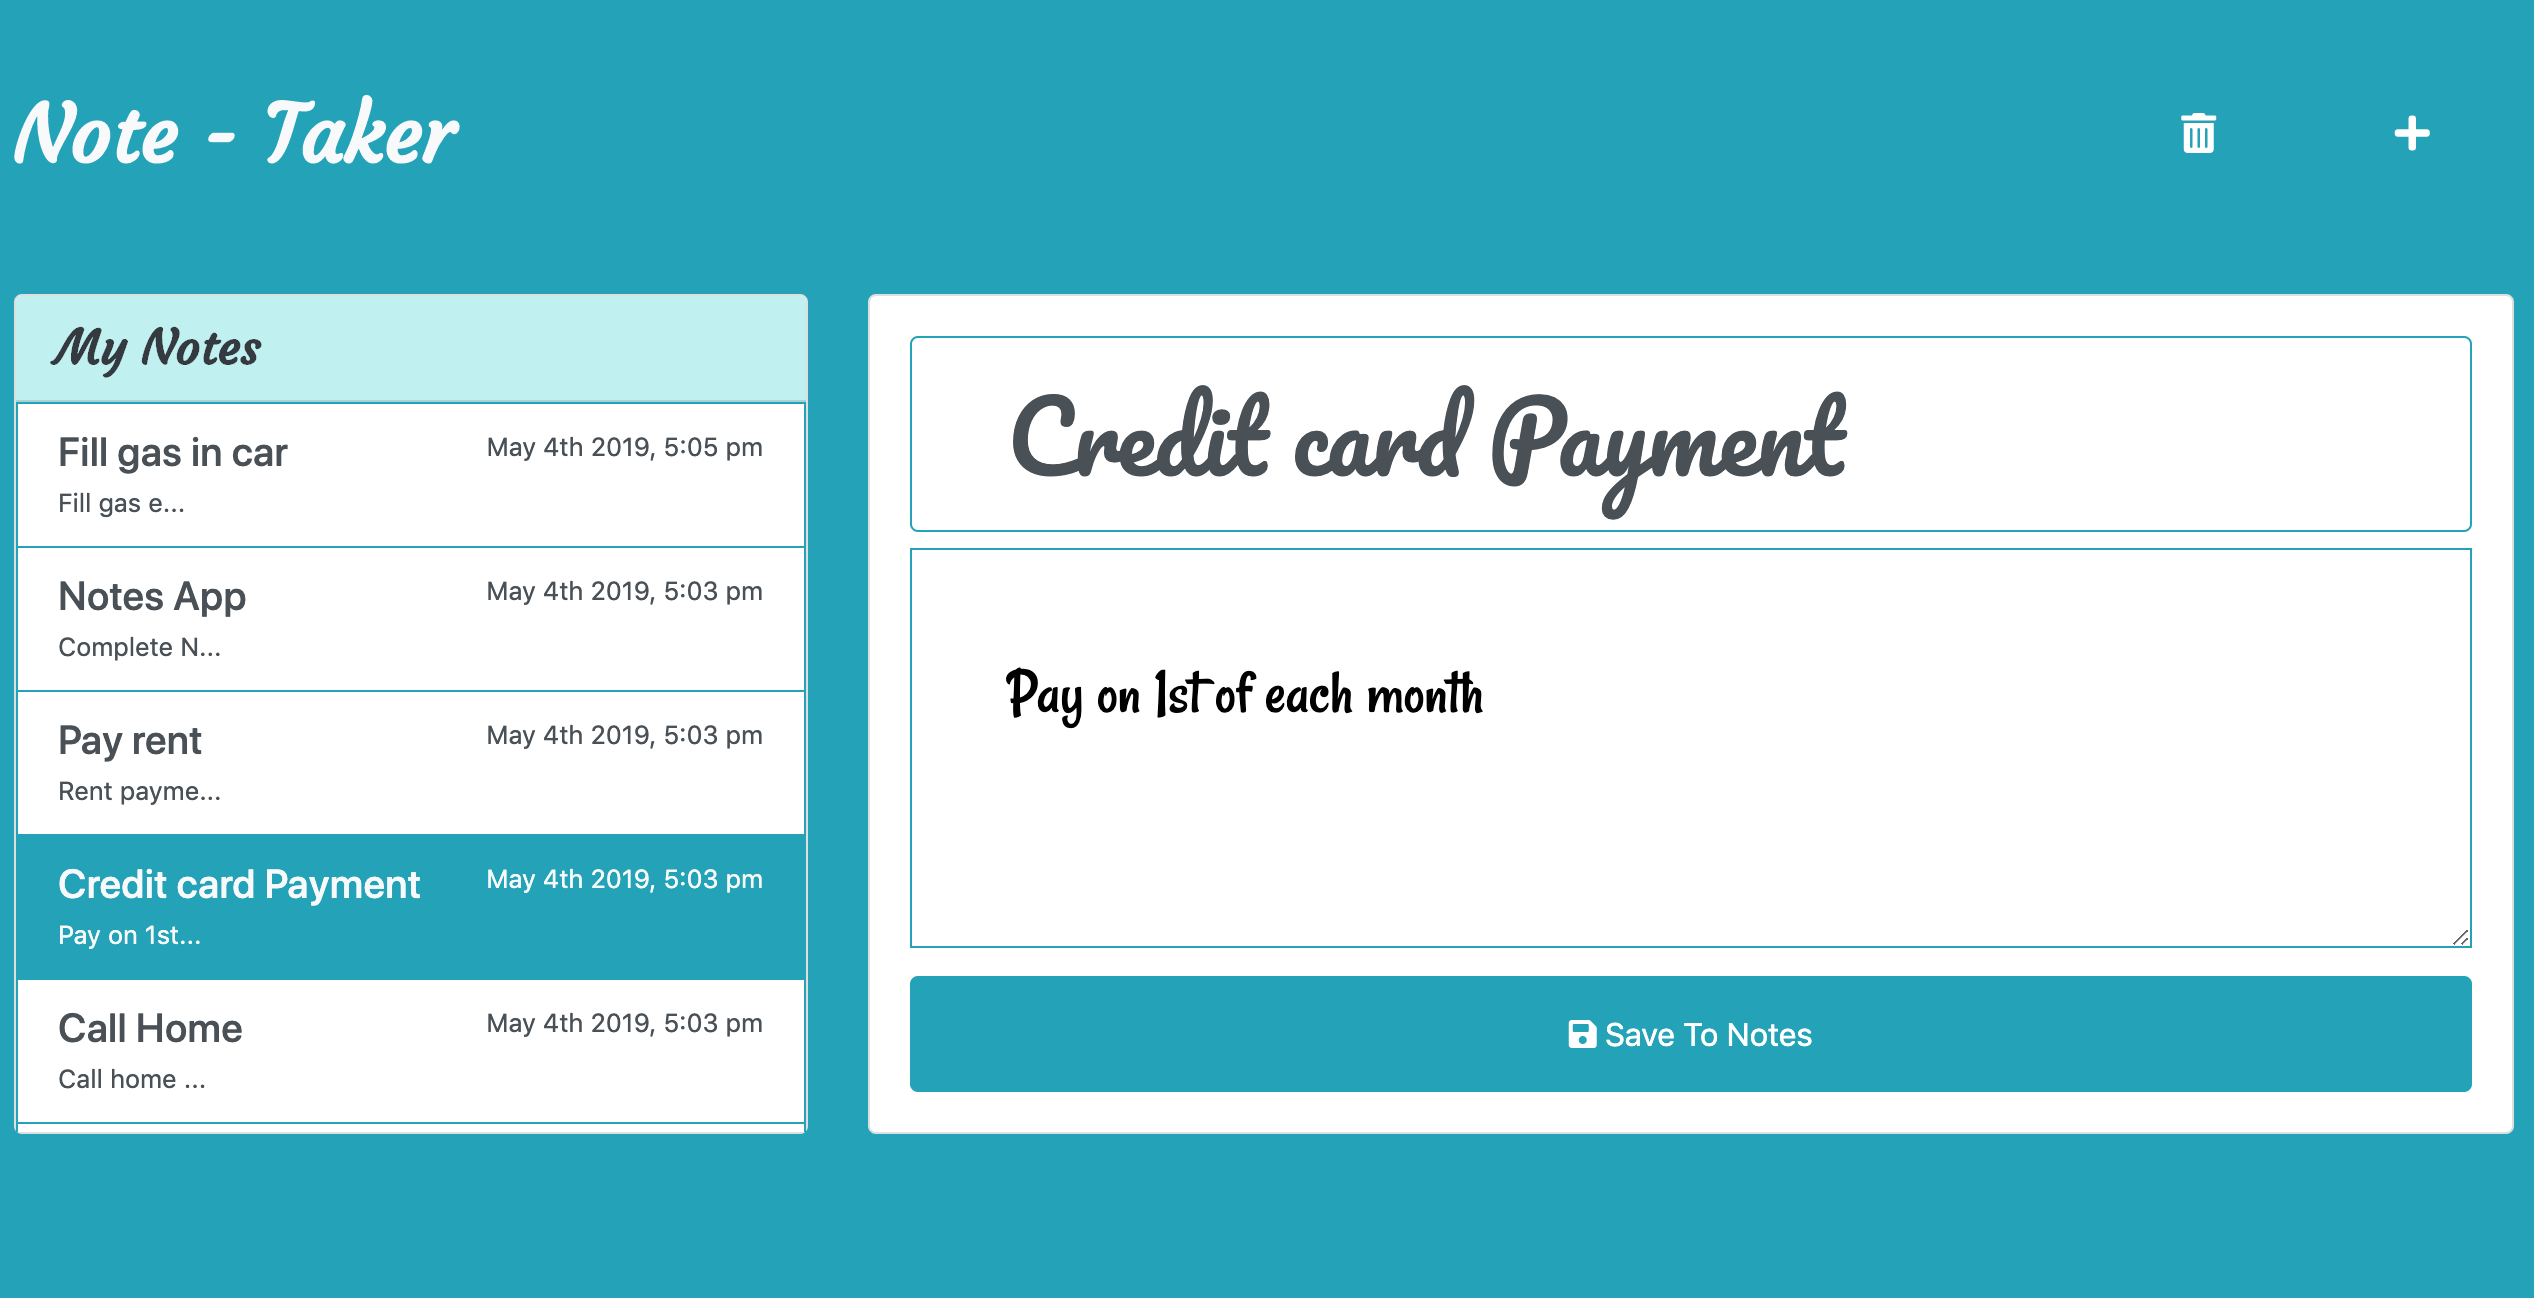 Note - Taker
My Notes
Fill gas in car
May 4th 2019, 5:05 pm
Fill gas e...
Notes App
May 4th 2019, 5:03 pm
Complete N...
Pay rent
May 4th 2019, 5:03 pm
Rent payme...
Credit card Payment
May 4th 2019, 5:03 pm
Pay on 1st...
Call Home
May 4th 2019, 5:03 pm
Call home ...
Credit card Payment
Pay on 1st of each month
Save To Notes